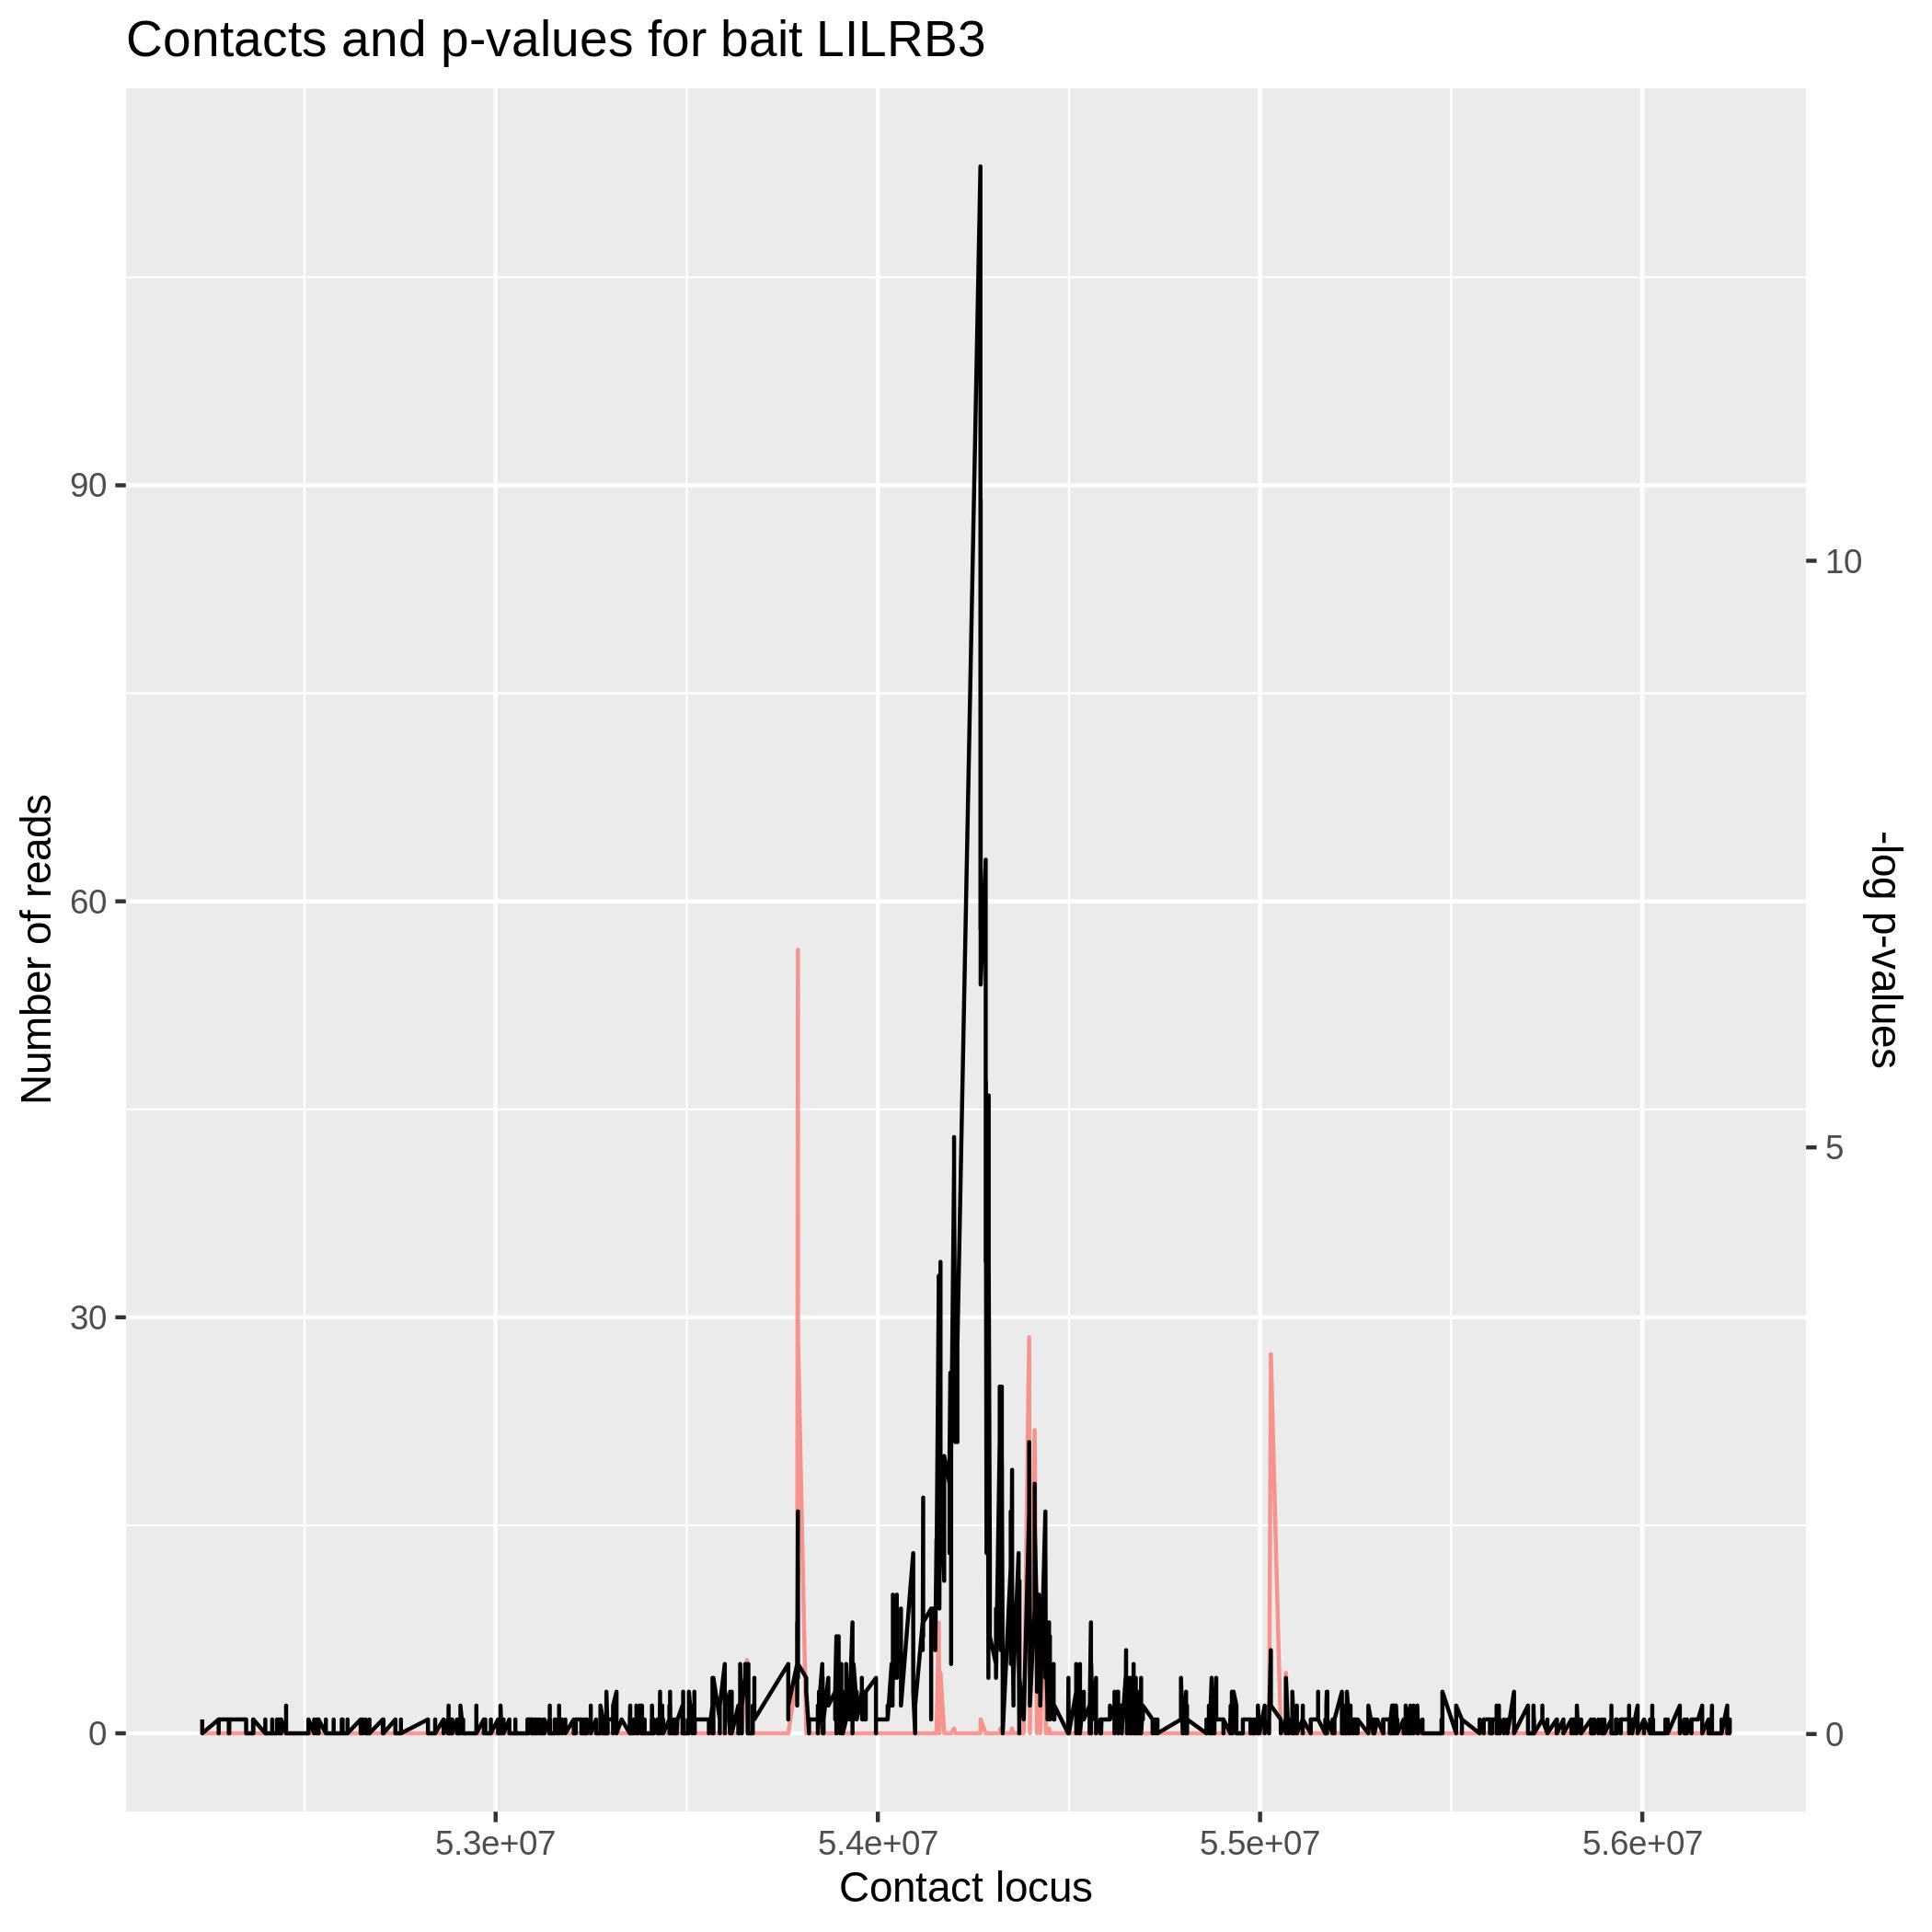 Contacts and p-values for bait LILRB3
Number of reads
90
60
30
0
10
5
0
-log p-values
5.3e+07
5.4e+07
5.5e+07
5.6e+07
Contact locus